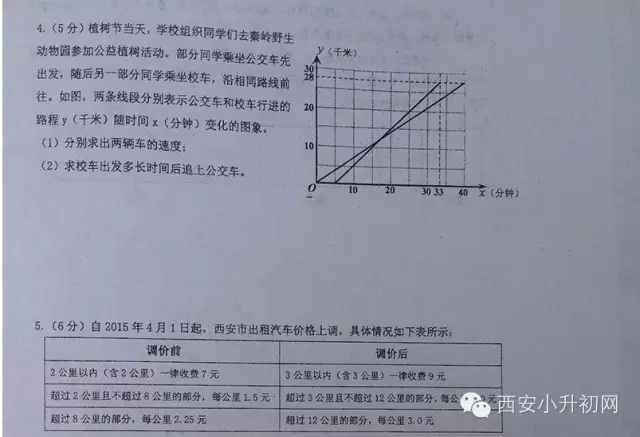 4.(5分)植树节当天，学校组织同学们去秦岭野生
动物园参加公益植树活动。部分同学乘坐公交车先
出发，随后另一部分同学乘坐校车，沿相同路线前
往。如图，两条线段分别表示公交车和校车行进的
路程y(千米)随时间x(分钟)变化的图象。
(1)分别求出两辆车的速度;
(2)求校车出发多长时间后追上公交车。
y(千米)
30
28
20
10
O
10 20 30 33 40 x(分钟)
5.(6分)自2015年4月1日起，西安市出租汽车价格上调，具体情况如下表所示:
调价前 调价后
2公里以内(含2公里)一律收费7元 3公里以内(含3公里)一律收费9元
超过2公里且不超过8公里的部分，每公里1.5元 超过3公里且不超过12公里的部分，每公 元
超过8公里的部分，每公里2.25元 超过12公里的部分，每公里3.0元
西安小升初网